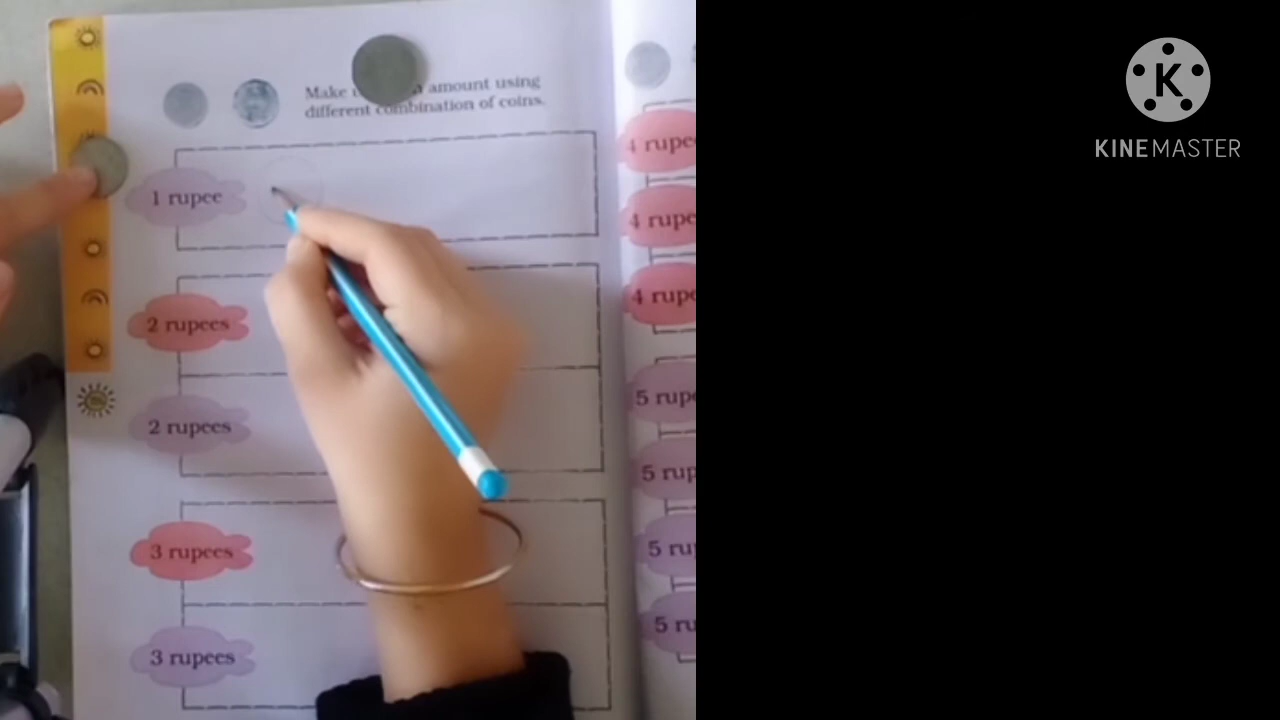 Make amount using
different combination of coins.
1 rupee
2 rupees
2 rupees
3 rupees
3 rupees
4 rupe
4 rupe
4 rupe
5 rupe
5 rup
5 ru
5 ru
K
KINEMASTER